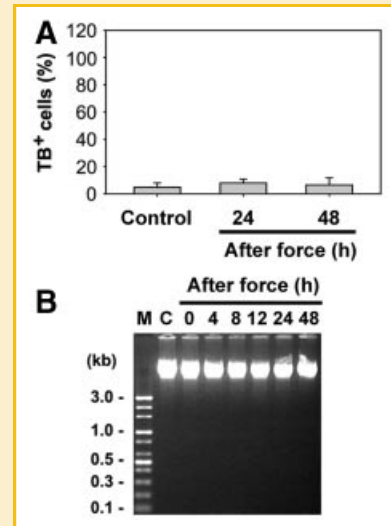 A
TB+ cells (%)
120
100
80
60
40
20
0
Control 24 48
After force (h)
B
After force (h)
M C 0 4 8 12 24 48
(kb)
3.0 -
1.0 -
0.5 -
0.3 -
0.1 -